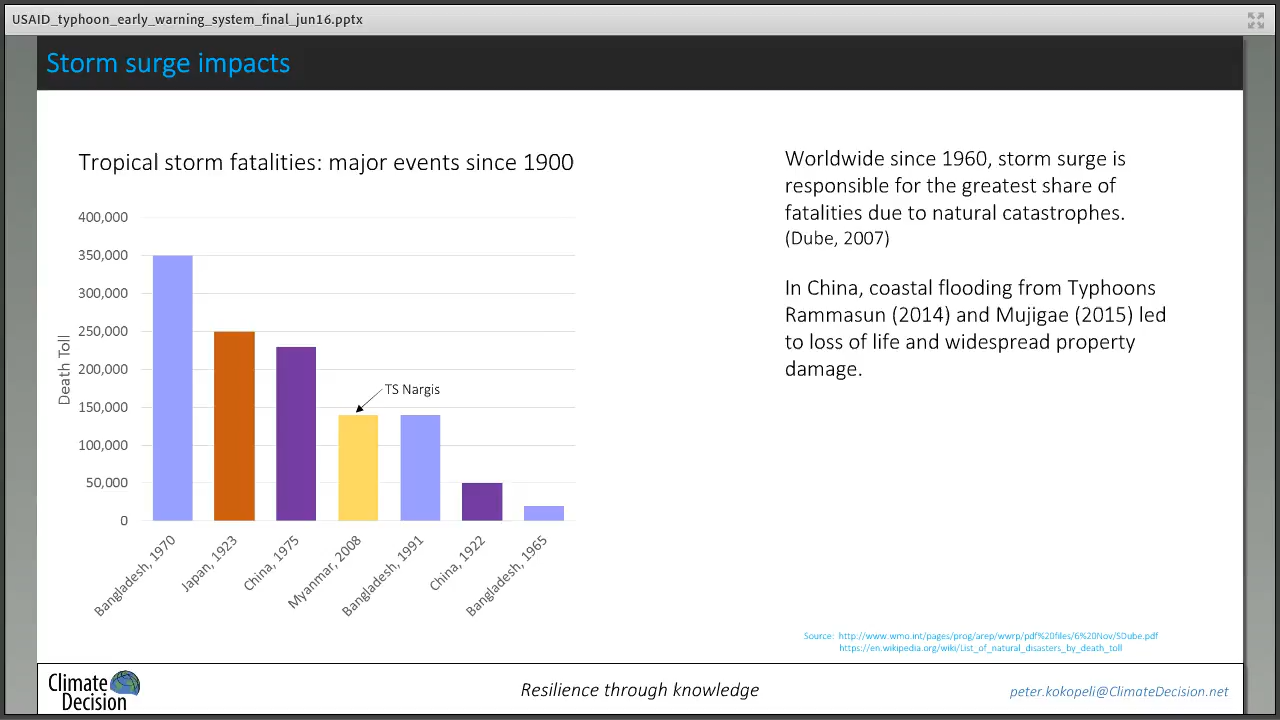 USAID_typhoon_early_warning_system_final_jun16.pptx
Storm surge impacts
Tropical storm fatalities: major events since 1900
400,000
350,000
300,000
250,000
200,000
150,000
100,000
50,000
0
Death Toll
TS Nargis
Bangladesh, 1970
Japan, 1923
China, 1975
Myanmar, 2008
Bangladesh, 1991
China, 1922
Bangladesh, 1965
Worldwide since 1960, storm surge is
responsible for the greatest share of
fatalities due to natural catastrophes.
(Dube, 2007)
In China, coastal flooding from Typhoons
Rammasun (2014) and Mujigae (2015) led
to loss of life and widespread property
damage.
Source: http://www.wmo.int/pages/prog/arep/wwrp/pdf%20files/6%20Nov/SDube.pdf
https://en.wikipedia.org/wiki/List_of_natural_disasters_by_death_toll
Climate
Decision
Resilience through knowledge
peter.kokopeli@ClimateDecision.net